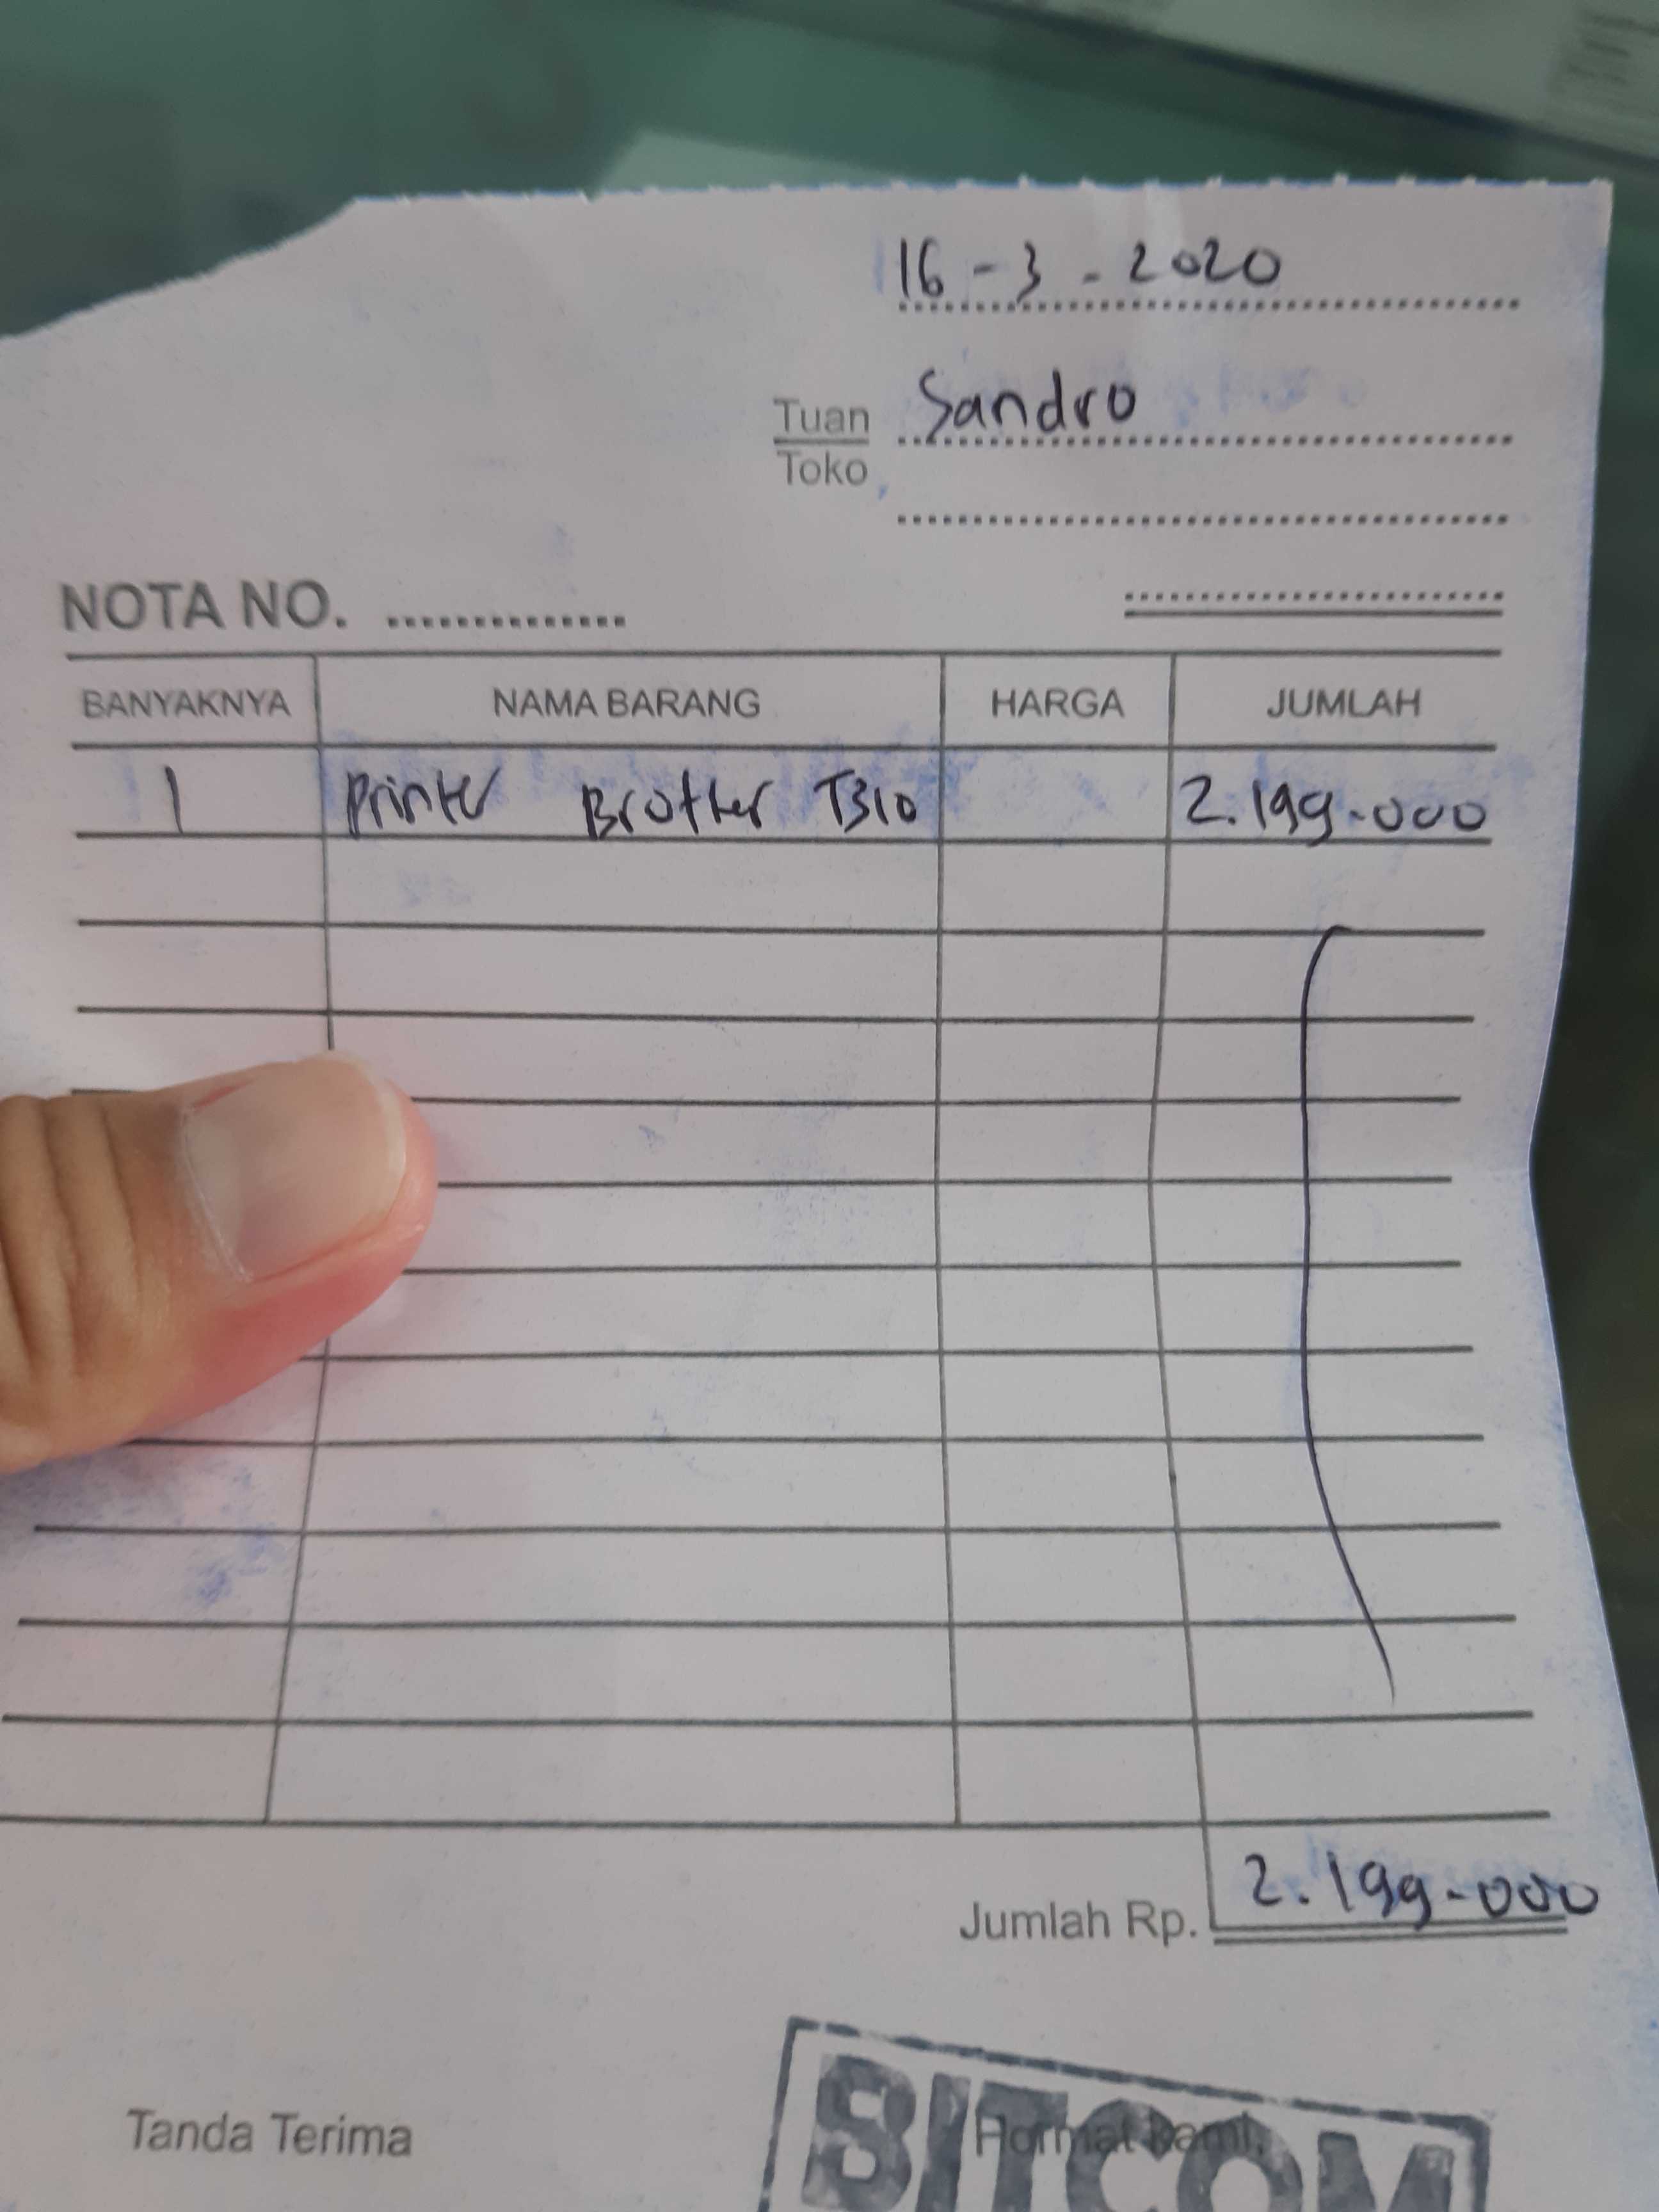 16 - 3 - 2020
Tuan Sandro
Toko
NOTA NO.
BANYAKNYA NAMA BARANG HARGA JUMLAH
1 Printer Brother T310 2.199.000
Jumlah Rp. 2.199.000
Tanda Terima Hormat kami,
BITCOM